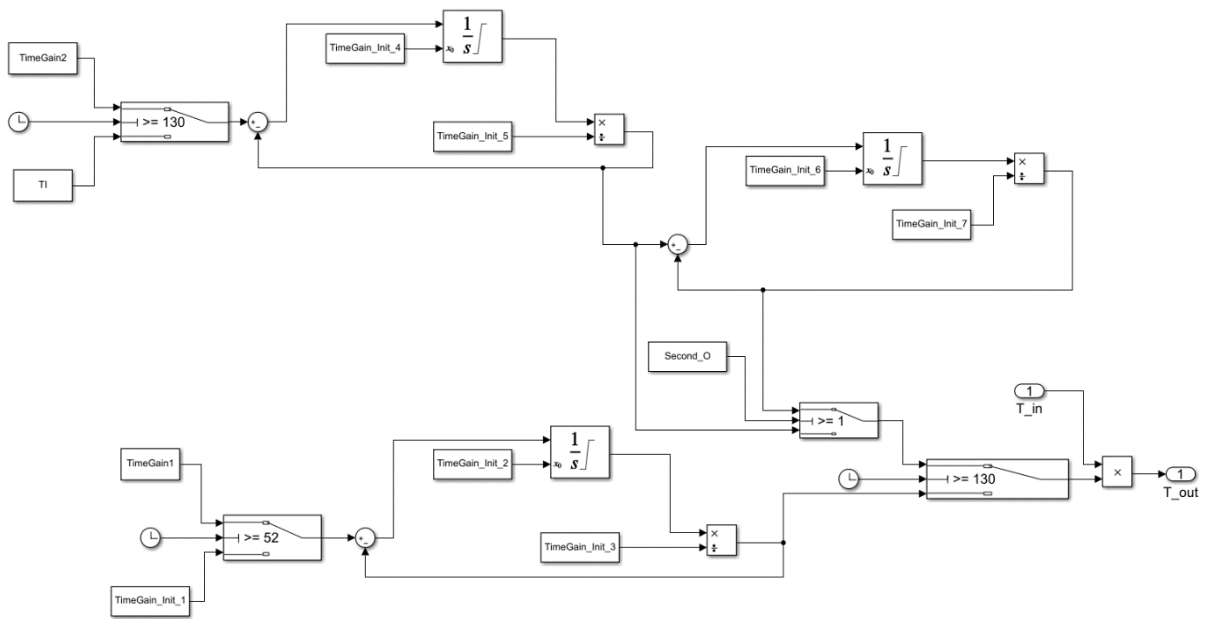 1
s
TimeGain_Init_4
x₀
TimeGain2
>= 130
+
−
TimeGain_Init_5
×
÷
TI
1
s
TimeGain_Init_6
x₀
×
÷
TimeGain_Init_7
+
−
Second_O
1
T_in
>= 1
TimeGain1
1
s
TimeGain_Init_2
x₀
>= 130
×
1
T_out
>= 52
+
−
×
÷
TimeGain_Init_3
TimeGain_Init_1